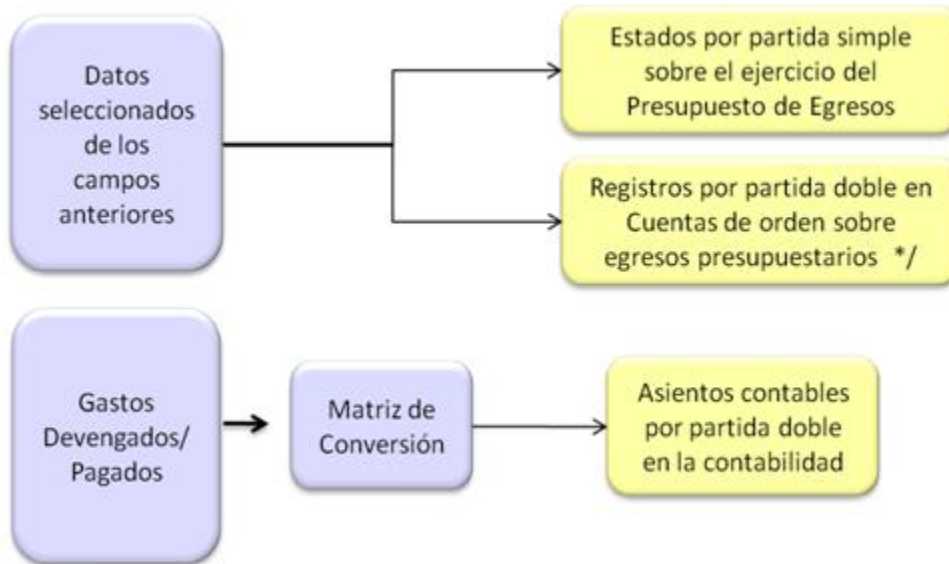 Datos
seleccionados
de los
campos
anteriores
Estados por partida simple
sobre el ejercicio del
Presupuesto de Egresos
Registros por partida doble en
Cuentas de orden sobre
egresos presupuestarios */
Gastos
Devengados/
Pagados
Matriz de
Conversión
Asientos contables
por partida doble
en la contabilidad